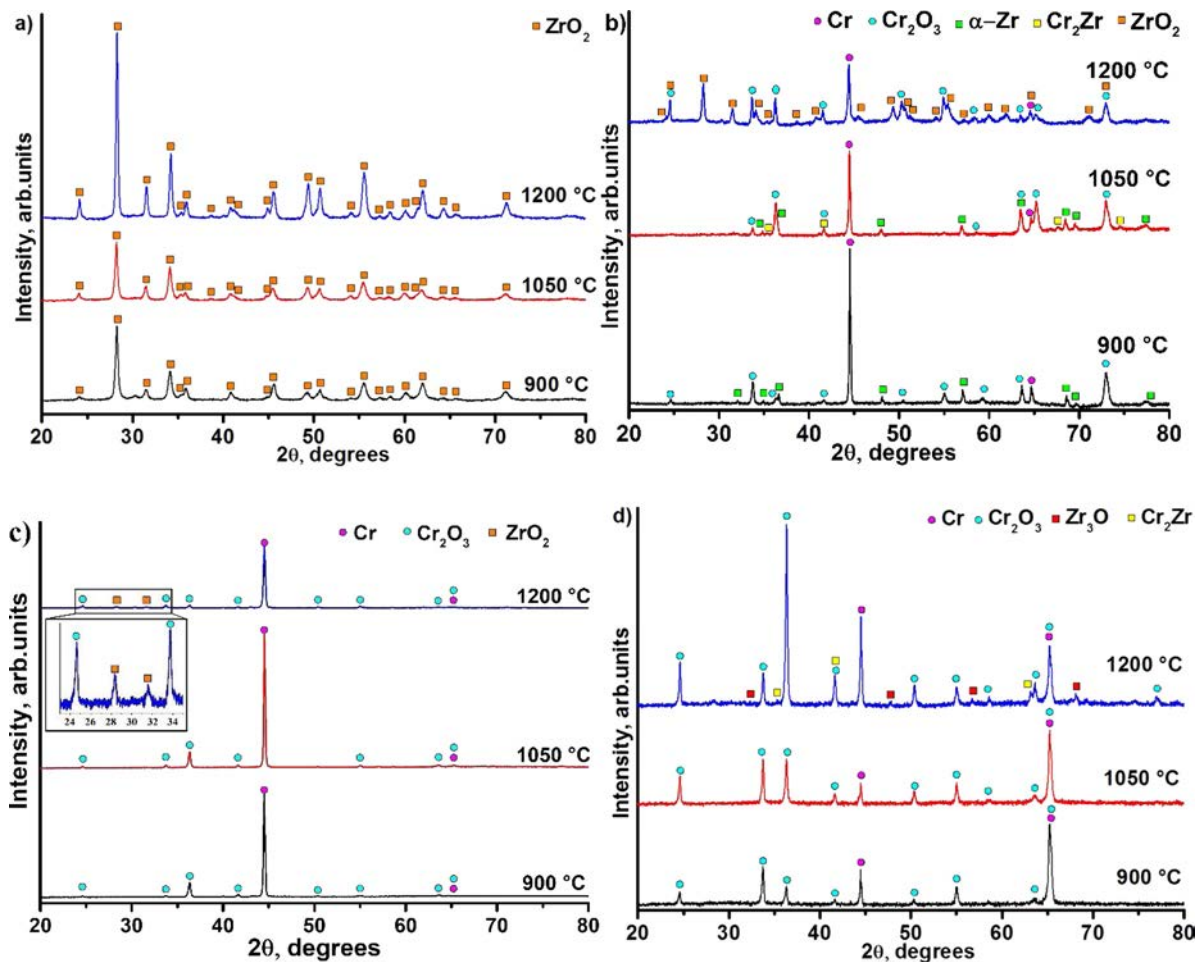 a)
ZrO₂
Intensity, arb.units
1200 °C
1050 °C
900 °C
20 30 40 50 60 70 80
2θ, degrees
b)
Cr Cr₂O₃ α−Zr Cr₂Zr ZrO₂
Intensity, arb.units
1200 °C
1050 °C
900 °C
20 30 40 50 60 70 80
2θ, degrees
c)
Cr Cr₂O₃ ZrO₂
Intensity, arb.units
1200 °C
24 26 28 30 32 34
1050 °C
900 °C
20 30 40 50 60 70 80
2θ, degrees
d)
Cr Cr₂O₃ Zr₃O Cr₂Zr
Intensity, arb.units
1200 °C
1050 °C
900 °C
20 30 40 50 60 70 80
2θ, degrees